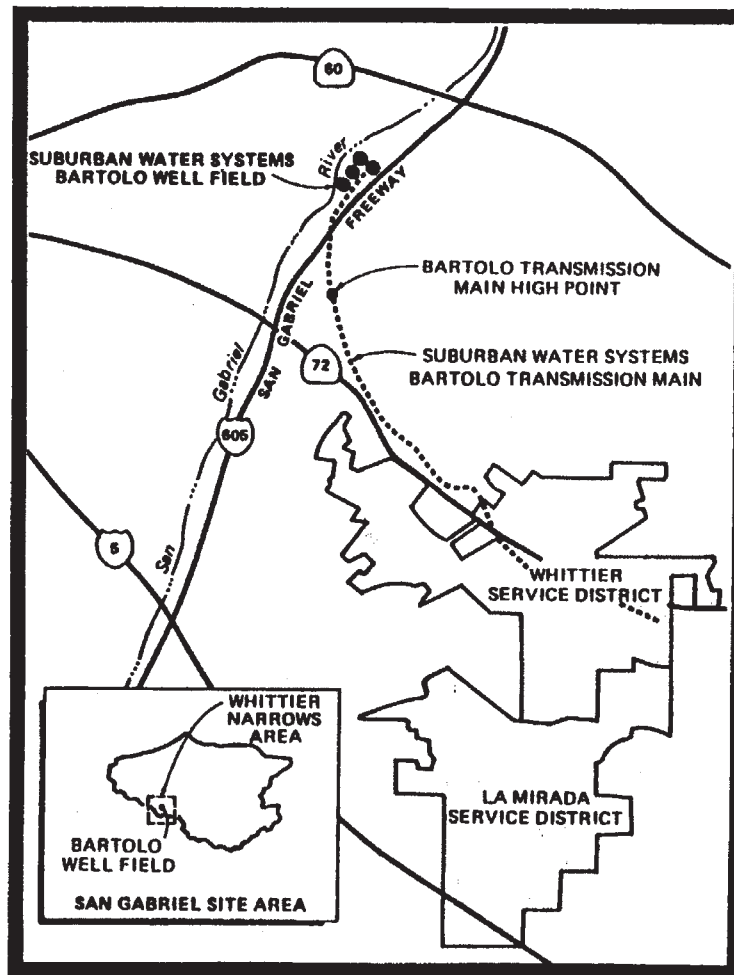 60
SUBURBAN WATER SYSTEMS
BARTOLO WELL FIELD
River
FREEWAY
BARTOLO TRANSMISSION
MAIN HIGH POINT
GABRIEL
SAN
72
SUBURBAN WATER SYSTEMS
BARTOLO TRANSMISSION MAIN
Gabriel
605
San
5
WHITTIER
SERVICE DISTRICT
WHITTIER
NARROWS
AREA
LA MIRADA
SERVICE DISTRICT
BARTOLO
WELL FIELD
SAN GABRIEL SITE AREA